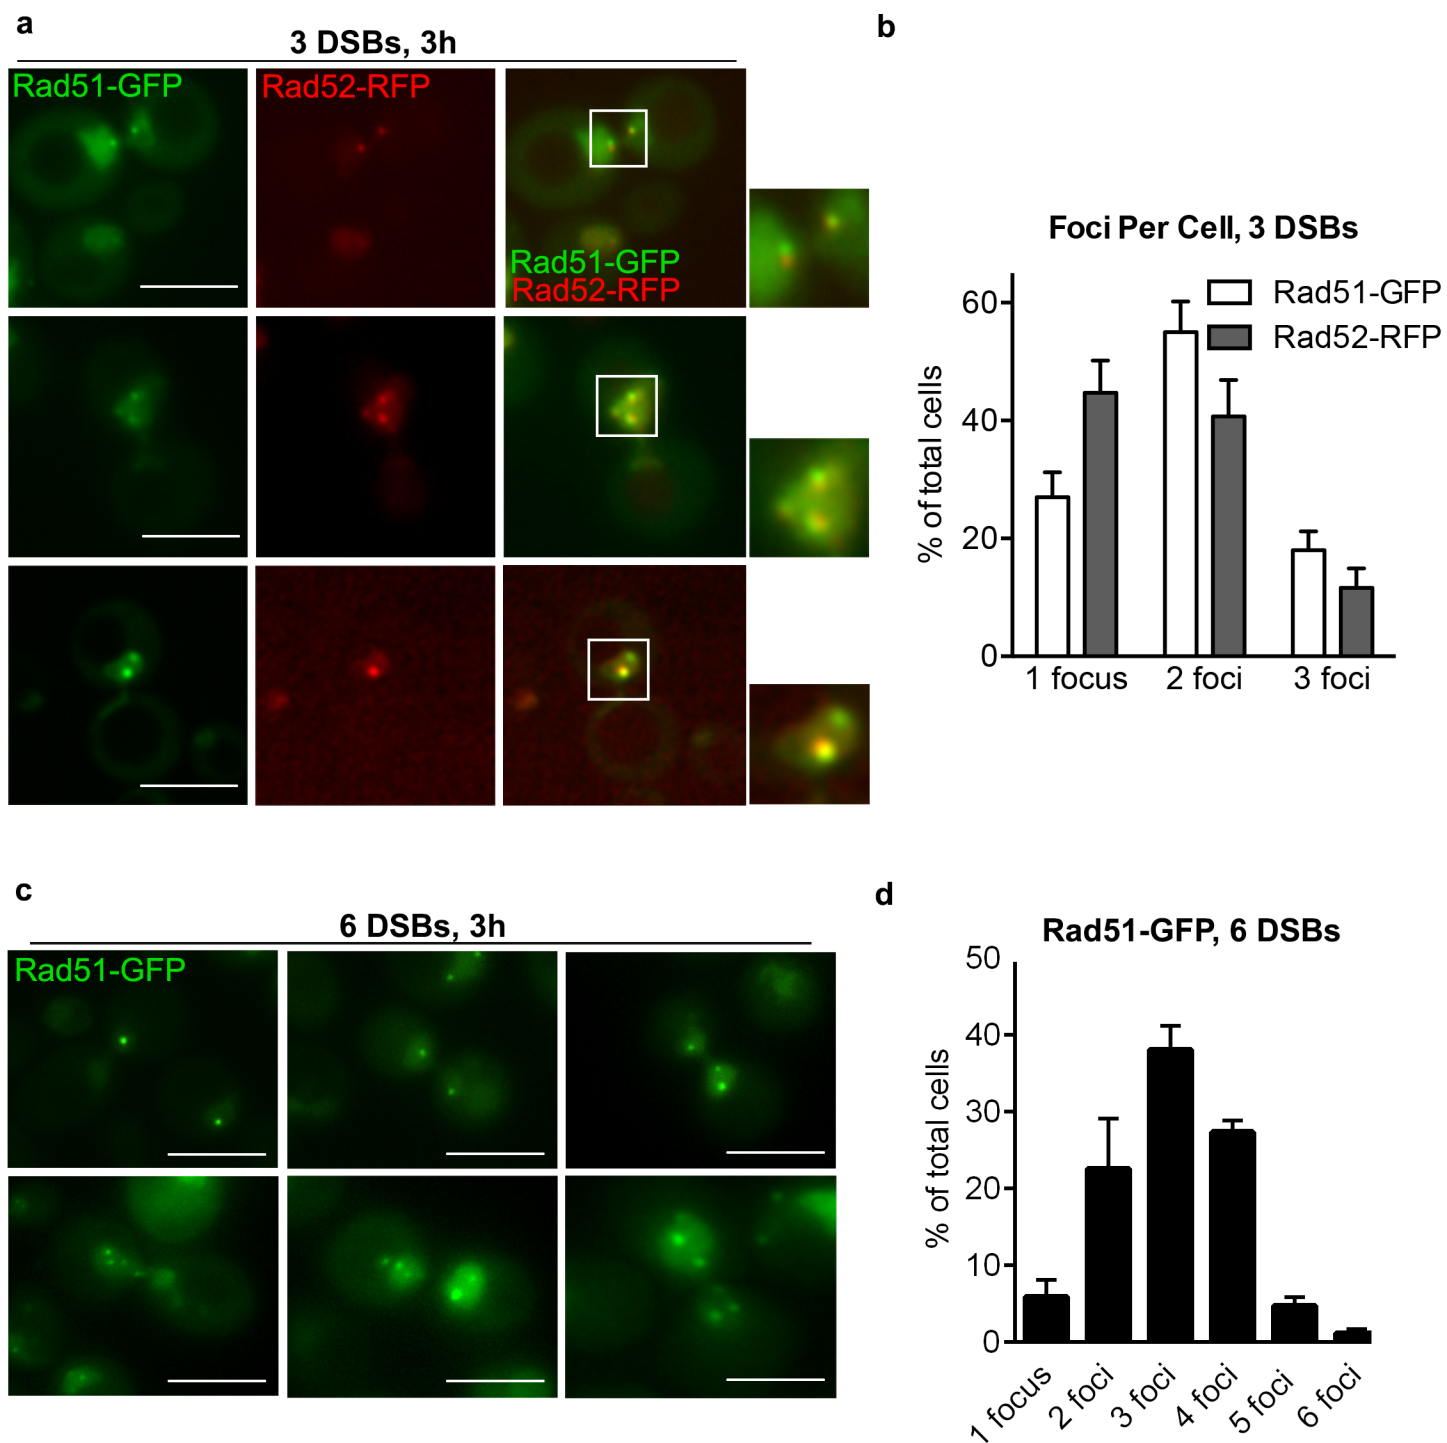 a
3 DSBs, 3h
Rad51-GFP
Rad52-RFP
Rad51-GFP
Rad52-RFP
b
Foci Per Cell, 3 DSBs
Rad51-GFP
Rad52-RFP
% of total cells
60
40
20
0
1 focus
2 foci
3 foci
c
6 DSBs, 3h
Rad51-GFP
d
Rad51-GFP, 6 DSBs
% of total cells
50
40
30
20
10
0
1 focus
2 foci
3 foci
4 foci
5 foci
6 foci